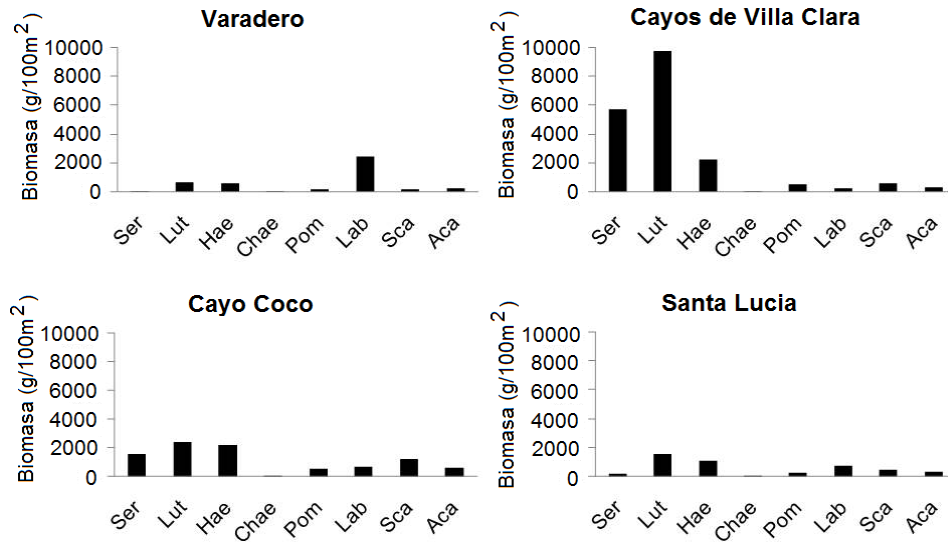 Varadero
Biomasa (g/100m²)
10000
8000
6000
4000
2000
0
Ser Lut Hae Chae Pom Lab Sca Aca
Cayos de Villa Clara
Biomasa (g/100m²)
10000
8000
6000
4000
2000
0
Ser Lut Hae Chae Pom Lab Sca Aca
Cayo Coco
Biomasa (g/100m²)
10000
8000
6000
4000
2000
0
Ser Lut Hae Chae Pom Lab Sca Aca
Santa Lucia
Biomasa (g/100m²)
10000
8000
6000
4000
2000
0
Ser Lut Hae Chae Pom Lab Sca Aca